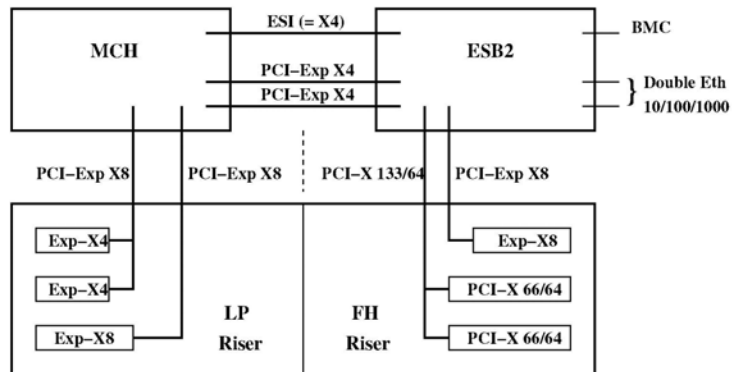 ESI (= X4)
BMC
MCH
ESB2
PCI–Exp X4
Double Eth
PCI–Exp X4
}
10/100/1000
PCI–Exp X8
PCI–Exp X8
PCI–X 133/64
PCI–Exp X8
Exp–X4
Exp–X8
Exp–X4
PCI–X 66/64
LP
Riser
FH
Riser
Exp–X8
PCI–X 66/64